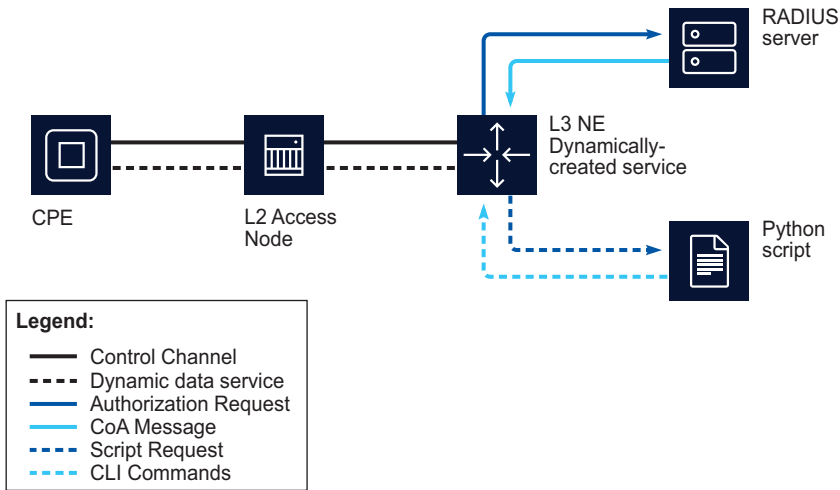 RADIUS
server
L3 NE
Dynamically-
created service
CPE
L2 Access
Node
Python
script
Legend:
Control Channel
Dynamic data service
Authorization Request
CoA Message
Script Request
CLI Commands